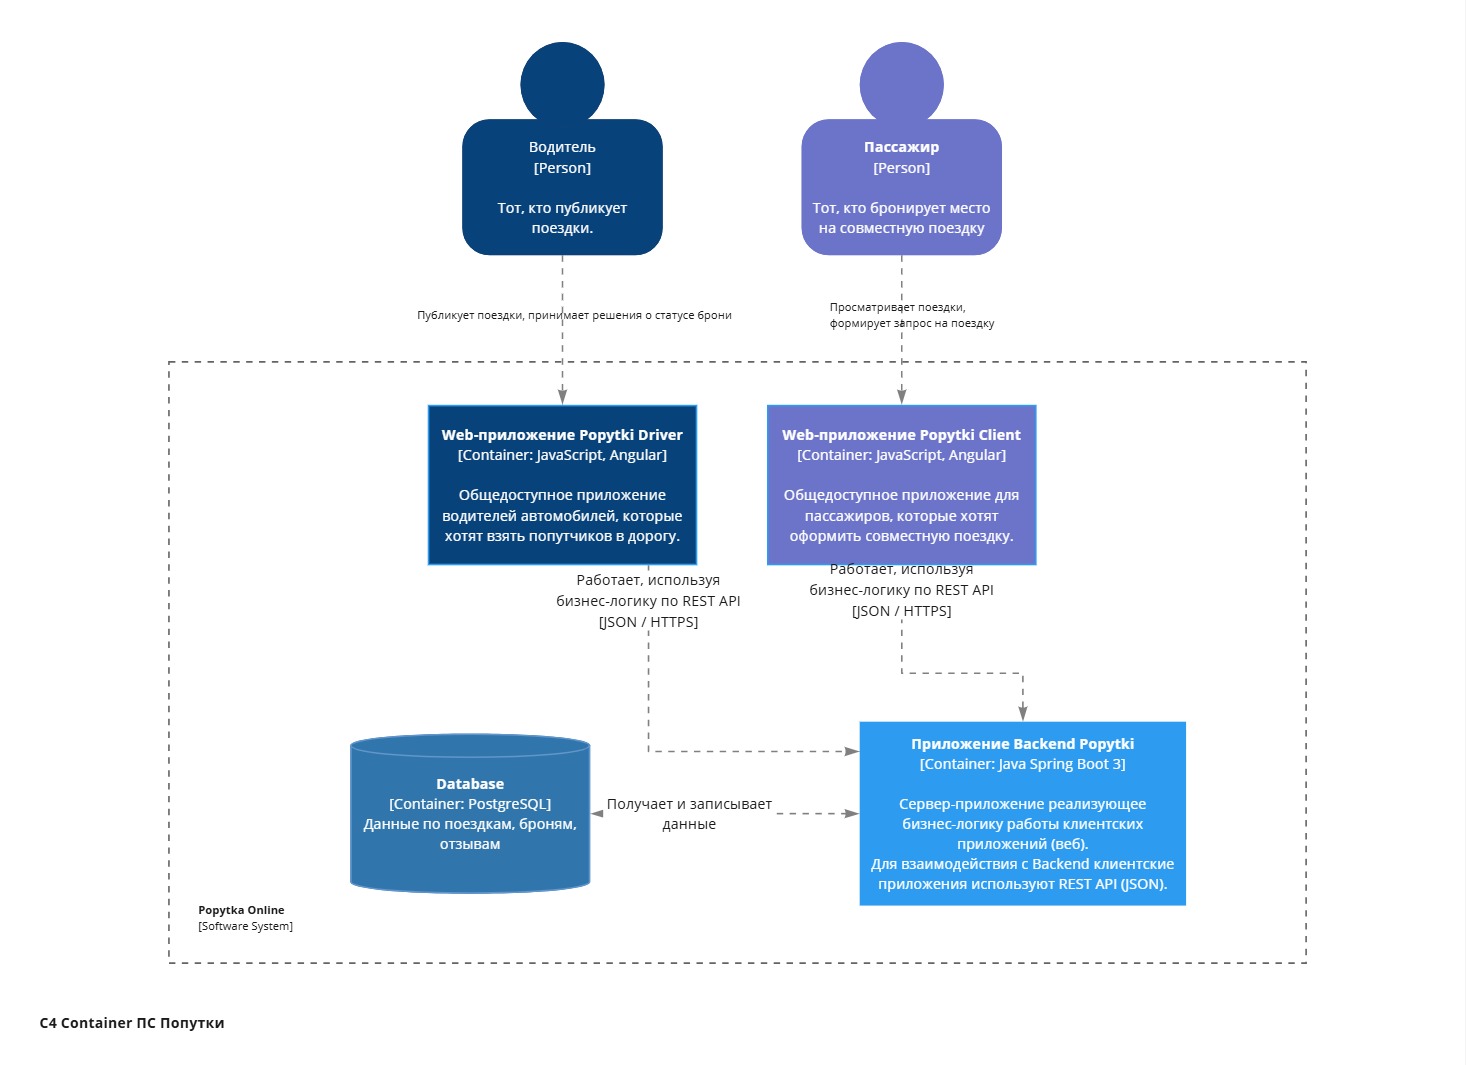 Водитель
[Person]
Тот, кто публикует
поездки.
Пассажир
[Person]
Тот, кто бронирует место
на совместную поездку
Публикует поездки, принимает решения о статусе брони
Просматривает поездки,
формирует запрос на поездку
Web-приложение Popytki Driver
[Container: JavaScript, Angular]
Общедоступное приложение
водителей автомобилей, которые
хотят взять попутчиков в дорогу.
Web-приложение Popytki Client
[Container: JavaScript, Angular]
Общедоступное приложение для
пассажиров, которые хотят
оформить совместную поездку.
Работает, используя
бизнес-логику по REST API
[JSON / HTTPS]
Работает, используя
бизнес-логику по REST API
[JSON / HTTPS]
Database
[Container: PostgreSQL]
Данные по поездкам, броням,
отзывам
Получает и записывает
данные
Приложение Backend Popytki
[Container: Java Spring Boot 3]
Сервер-приложение реализующее
бизнес-логику работы клиентских
приложений (веб).
Для взаимодействия с Backend клиентские
приложения используют REST API (JSON).
Popytka Online
[Software System]
C4 Container ПС Попутки